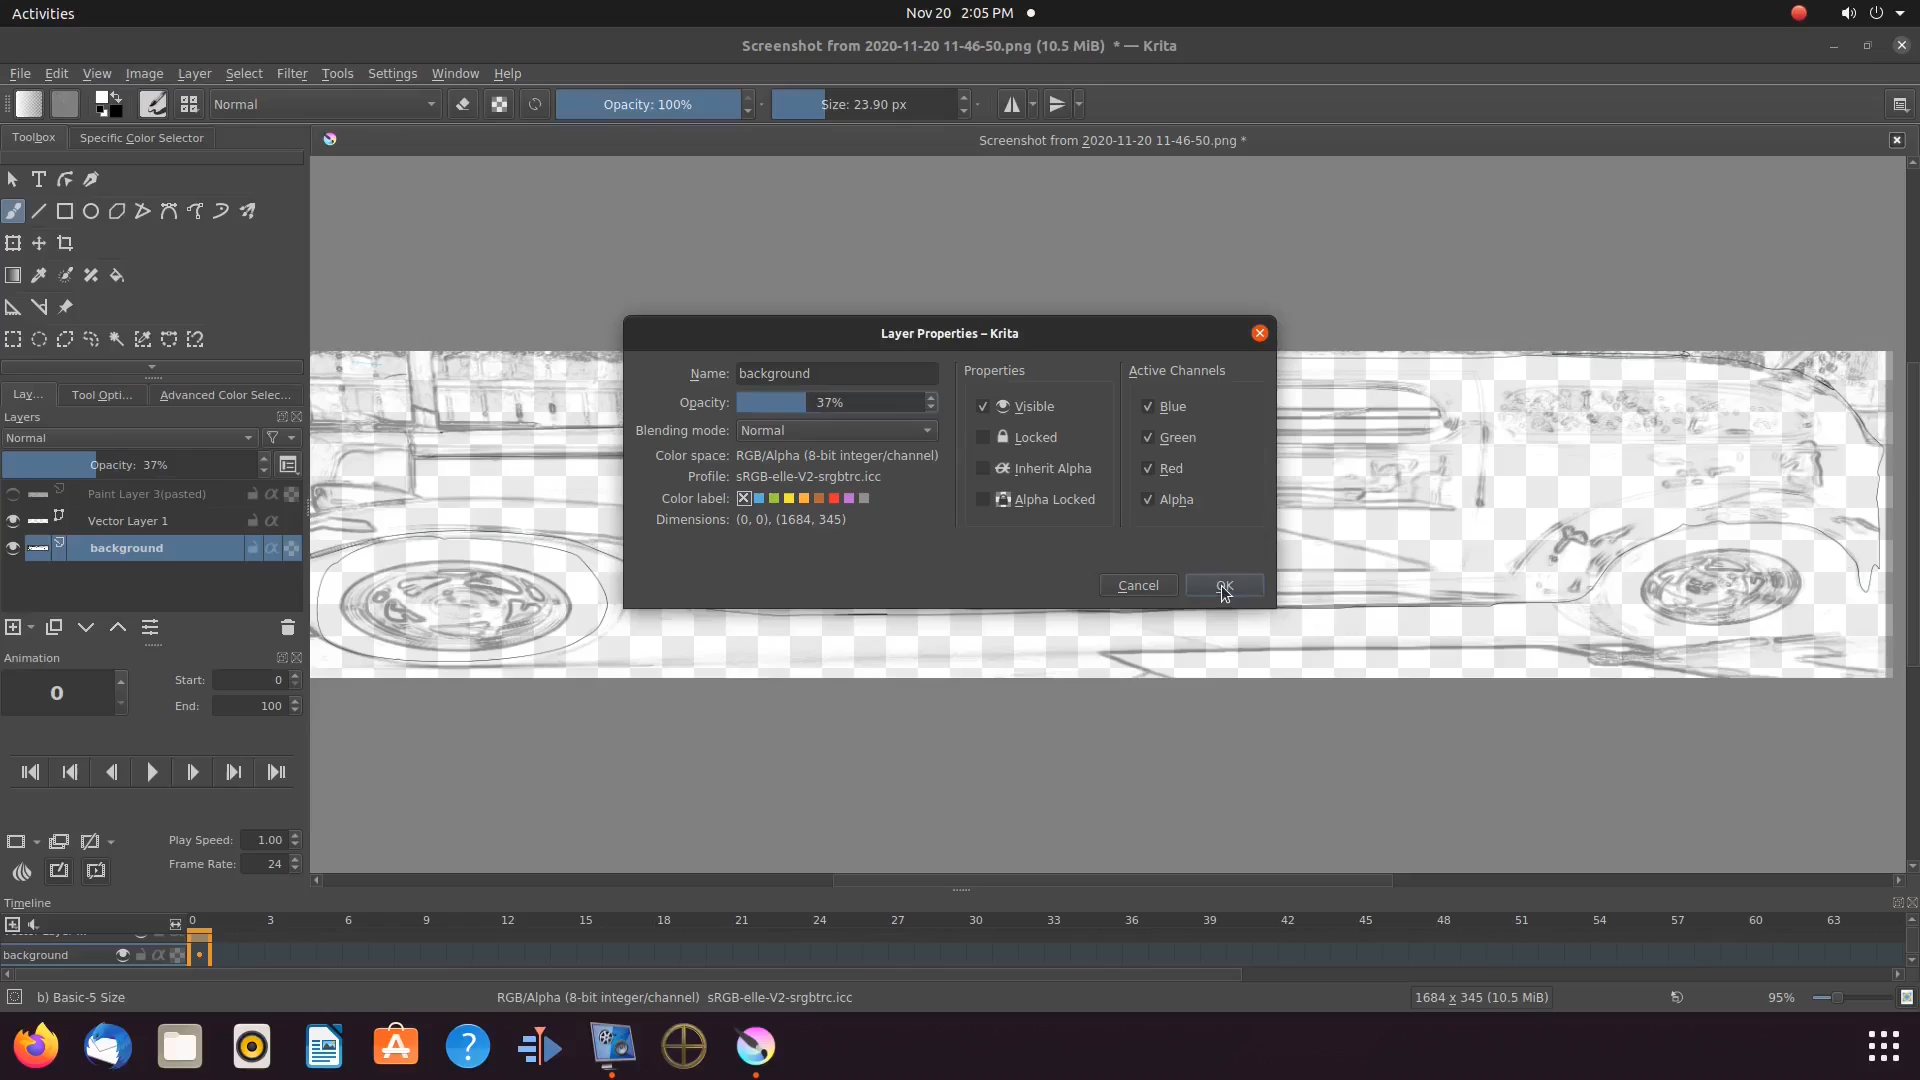 Activities
Nov 20 2:05 PM
Screenshot from 2020-11-20 11-46-50.png (10.5 MiB) * — Krita
File Edit View Image Layer Select Filter Tools Settings Window Help
Normal
Opacity: 100%
Size: 23.90 px
Toolbox
Specific Color Selector
Screenshot from 2020-11-20 11-46-50.png *
Layer Properties – Krita
Name: background
Opacity: 37%
Blending mode: Normal
Color space: RGB/Alpha (8-bit integer/channel)
Profile: sRGB-elle-V2-srgbtrc.icc
Color label:
Dimensions: (0, 0), (1684, 345)
Properties
Visible
Locked
Inherit Alpha
Alpha Locked
Active Channels
Blue
Green
Red
Alpha
Cancel
OK
Lay...
Tool Opti...
Advanced Color Selec...
Layers
Normal
Opacity: 37%
Paint Layer 3(pasted)
Vector Layer 1
background
Animation
0
Start: 0
End: 100
Play Speed: 1.00
Frame Rate: 24
Timeline
0 3 6 9 12 15 18 21 24 27 30 33 36 39 42 45 48 51 54 57 60 63
background
b) Basic-5 Size
RGB/Alpha (8-bit integer/channel) sRGB-elle-V2-srgbtrc.icc
1684 x 345 (10.5 MiB)
95%